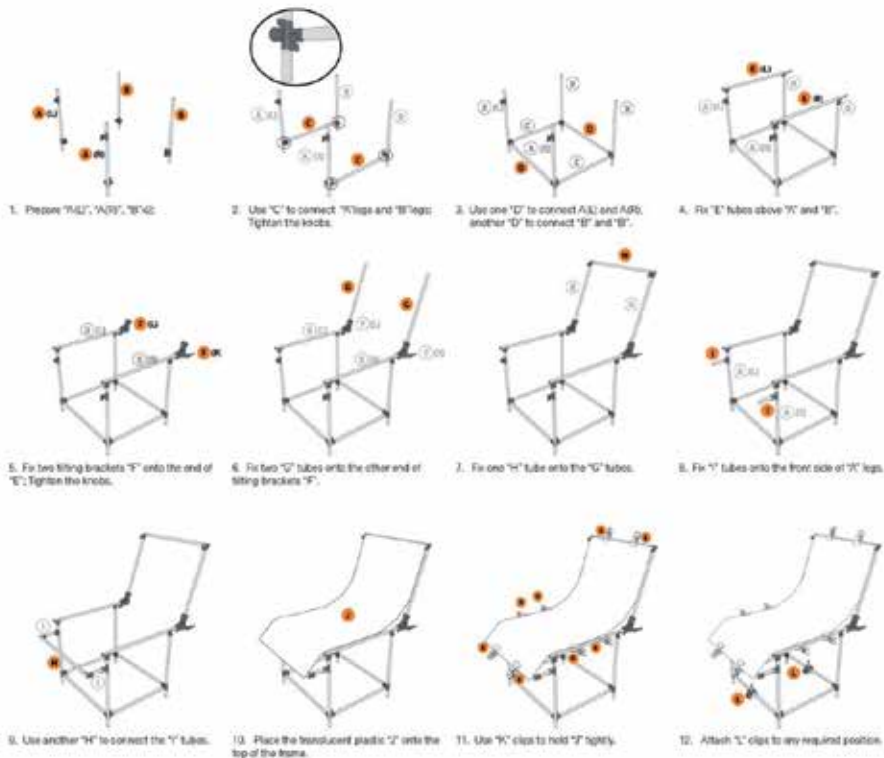 1. Prepare "A(L)", "A(R)", "B"x2;
2. Use "C" to connect "A"legs and "B"legs;
Tighten the knobs.
3. Use one "D" to connect A(L) and A(R),
another "D" to connect "B" and "B".
4. Fix "E" tubes above "A" and "B".
5. Fix two tilting brackets "F" onto the end of
"E"; Tighten the knobs.
6. Fix two "G" tubes onto the other end of
tilting brackets "F".
7. Fix one "H" tube onto the "G" tubes.
8. Fix "I" tubes onto the front side of "A" legs.
9. Use another "H" to connect the "I" tubes.
10. Place the translucent plastic "J" onto the
top of the frame.
11. Use "K" clips to hold "J" tightly.
12. Attach "L" clips to any required position.